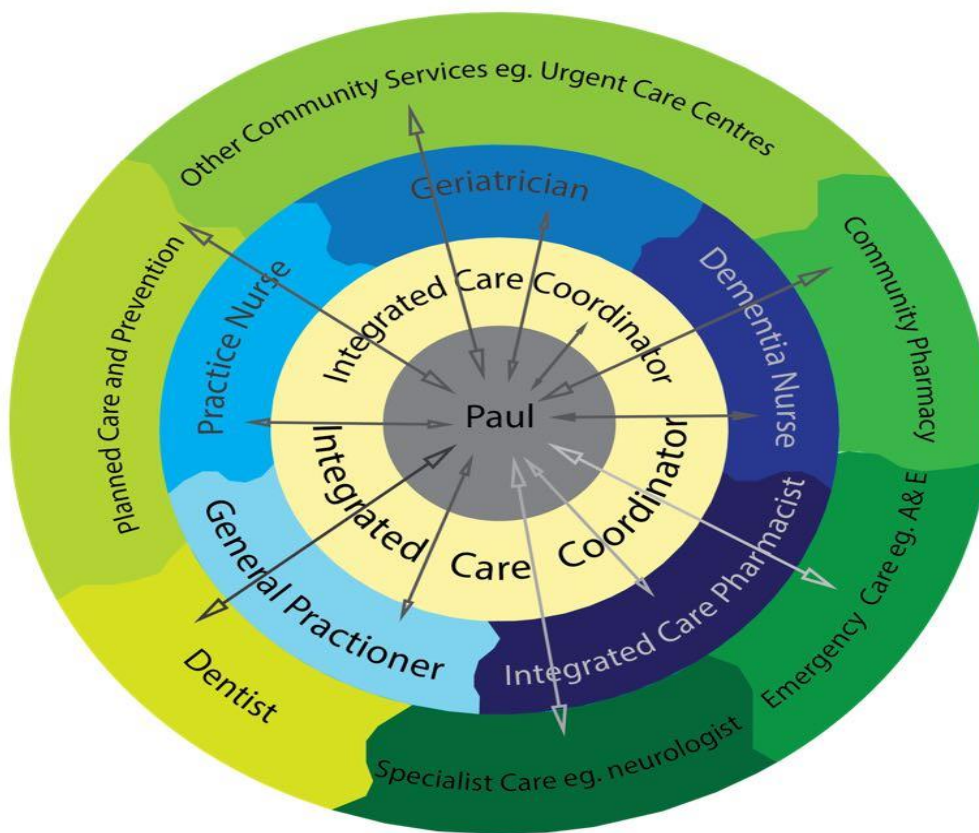 Other Community Services eg. Urgent Care Centres
Community Pharmacy
Emergency Care eg. A& E
Specialist Care eg. neurologist
Dentist
Planned Care and Prevention
Geriatrician
Dementia Nurse
Integrated Care Pharmacist
General Practioner
Practice Nurse
Integrated Care Coordinator
Integrated Care Coordinator
Paul